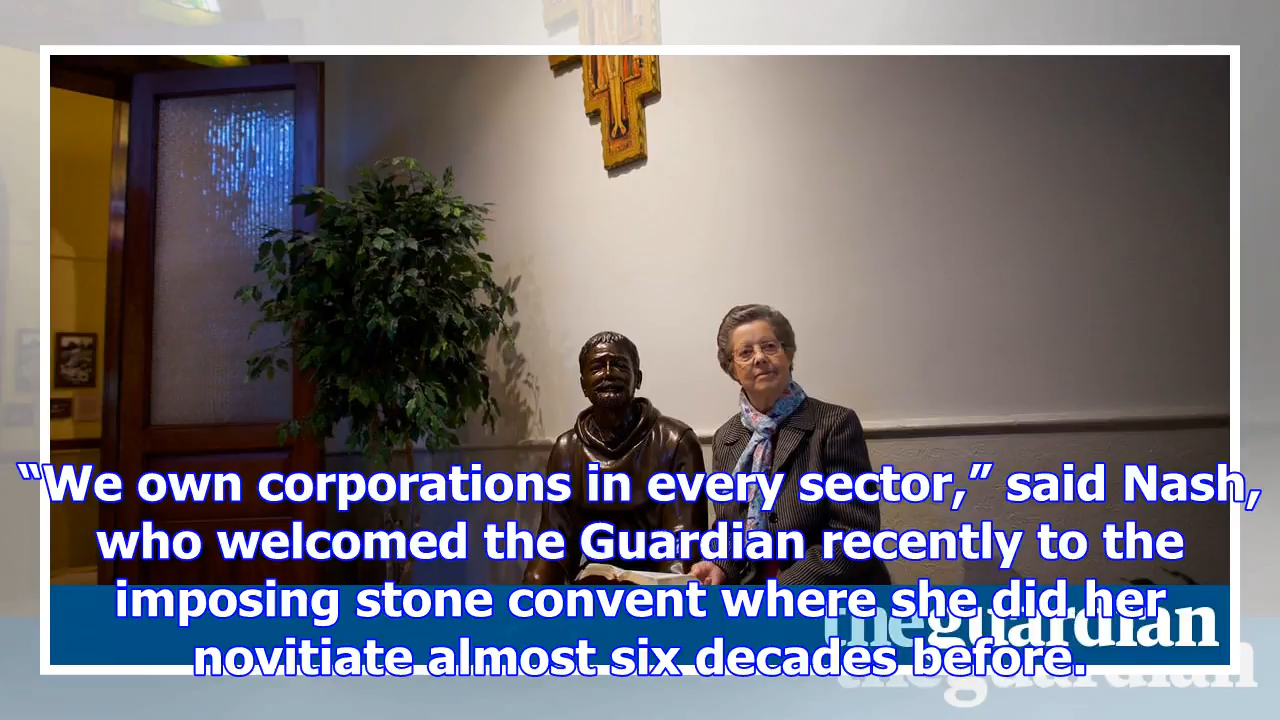 “We own corporations in every sector,” said Nash,
who welcomed the Guardian recently to the
imposing stone convent where she did her
novitiate almost six decades before.
theguardian
theguardian